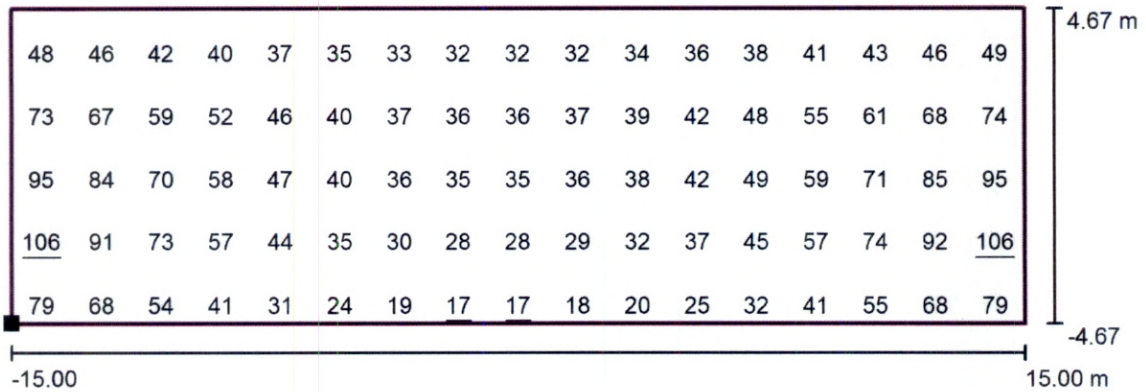 4.67 m
48 46 42 40 37 35 33 32 32 32 34 36 38 41 43 46 49
73 67 59 52 46 40 37 36 36 37 39 42 48 55 61 68 74
95 84 70 58 47 40 36 35 35 36 38 42 49 59 71 85 95
106 91 73 57 44 35 30 28 28 29 32 37 45 57 74 92 106
79 68 54 41 31 24 19 17 17 18 20 25 32 41 55 68 79
-4.67
-15.00 15.00 m